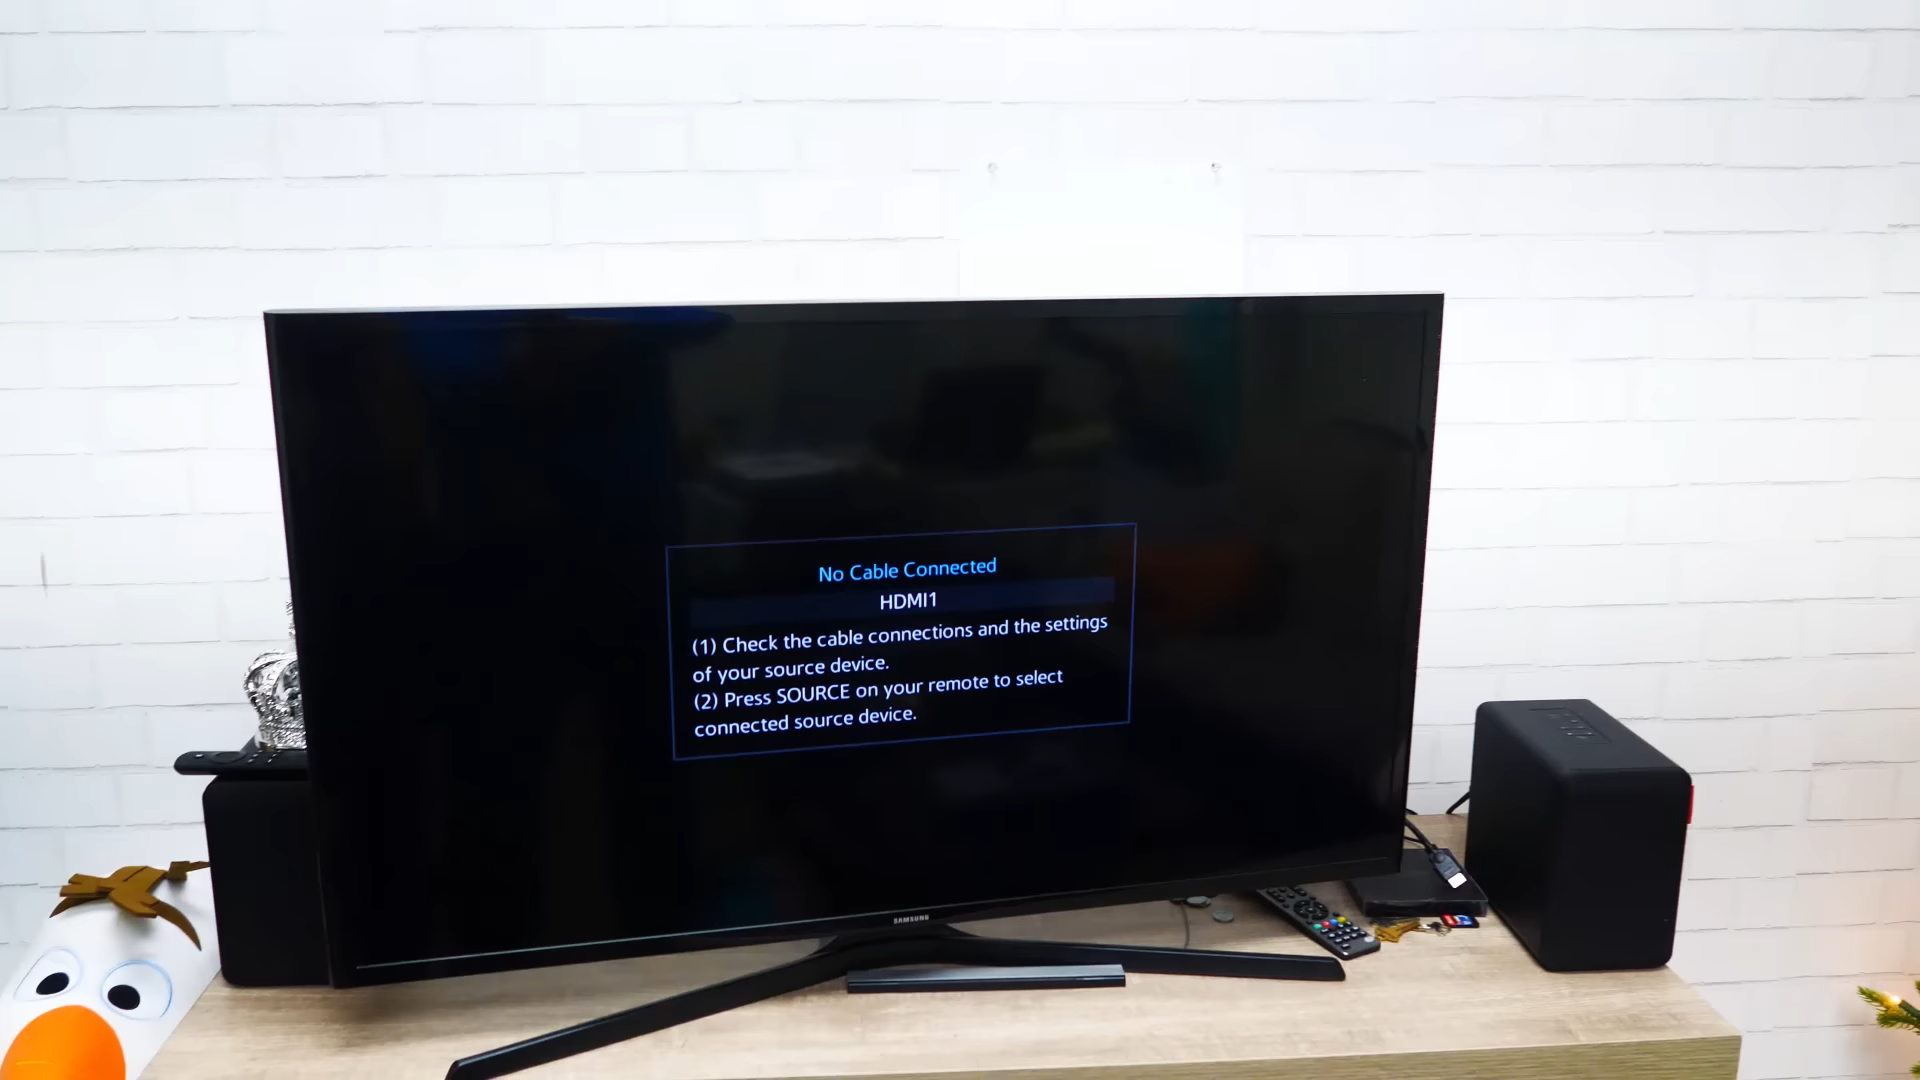 No Cable Connected
HDMI1
(1) Check the cable connections and the settings
of your source device.
(2) Press SOURCE on your remote to select
connected source device.
SAMSUNG